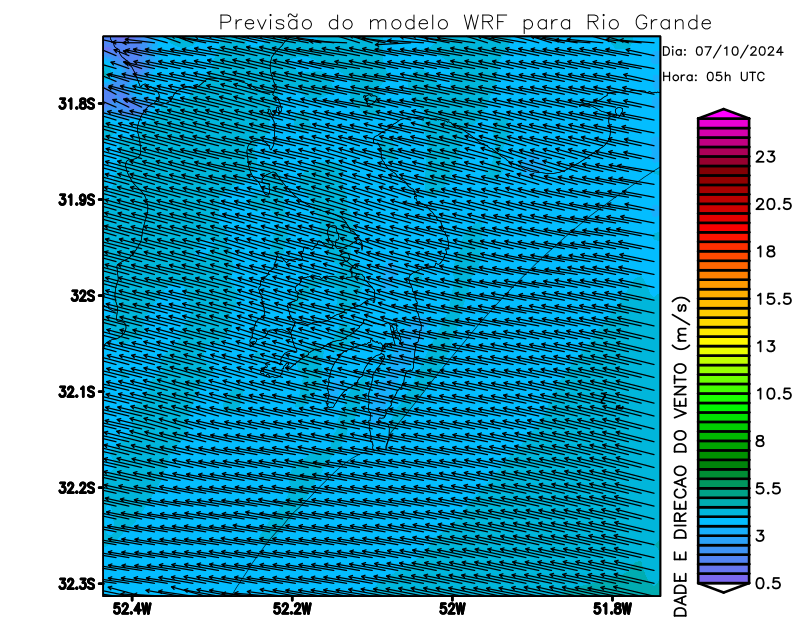 Previsão do modelo WRF para Rio Grande
Dia: 07/10/2024
Hora: 05h UTC
31.8S
31.9S
32S
32.1S
32.2S
32.3S
52.4W
52.2W
52W
51.8W
23
20.5
18
15.5
13
10.5
8
5.5
3
0.5
DADE E DIRECAO DO VENTO (m/s)